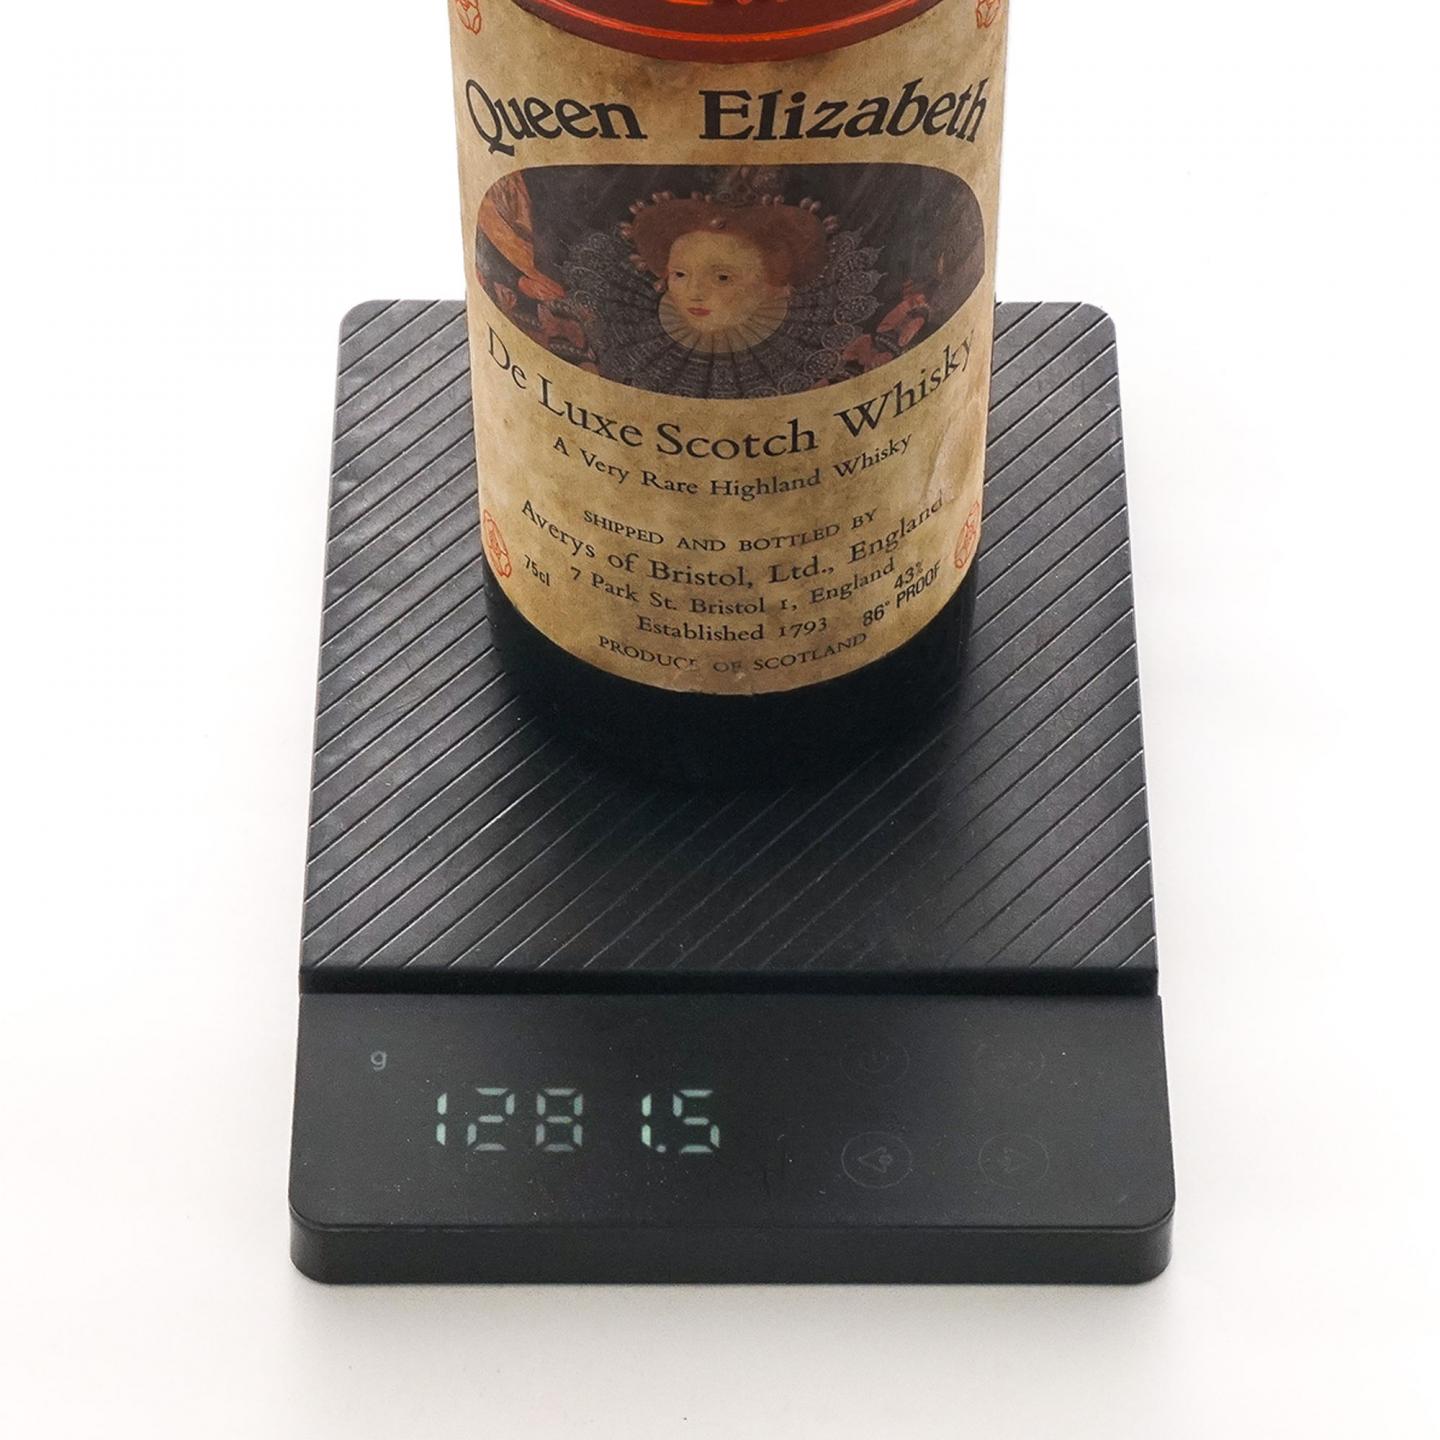 Queen Elizabeth
De Luxe Scotch Whisky
A Very Rare Highland Whisky
SHIPPED AND BOTTLED BY
Averys of Bristol, Ltd., England
7 Park St. Bristol 1, England
75cl
43%
86° PROOF
Established 1793
PRODUCE OF SCOTLAND
g
1281.5